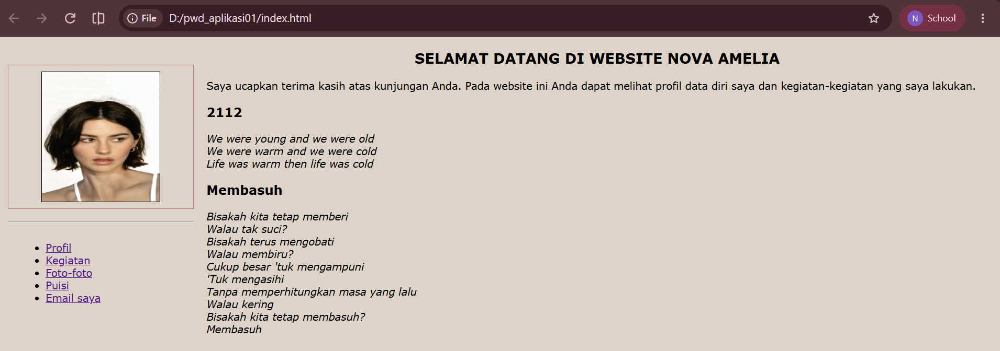 File
D:/pwd_aplikasi01/index.html
N
School
SELAMAT DATANG DI WEBSITE NOVA AMELIA
Saya ucapkan terima kasih atas kunjungan Anda. Pada website ini Anda dapat melihat profil data diri saya dan kegiatan-kegiatan yang saya lakukan.
2112
We were young and we were old
We were warm and we were cold
Life was warm then life was cold
Membasuh
Bisakah kita tetap memberi
Walau tak suci?
Bisakah terus mengobati
Walau membiru?
Cukup besar 'tuk mengampuni
'Tuk mengasihi
Tanpa memperhitungkan masa yang lalu
Walau kering
Bisakah kita tetap membasuh?
Membasuh
Profil
Kegiatan
Foto-foto
Puisi
Email saya